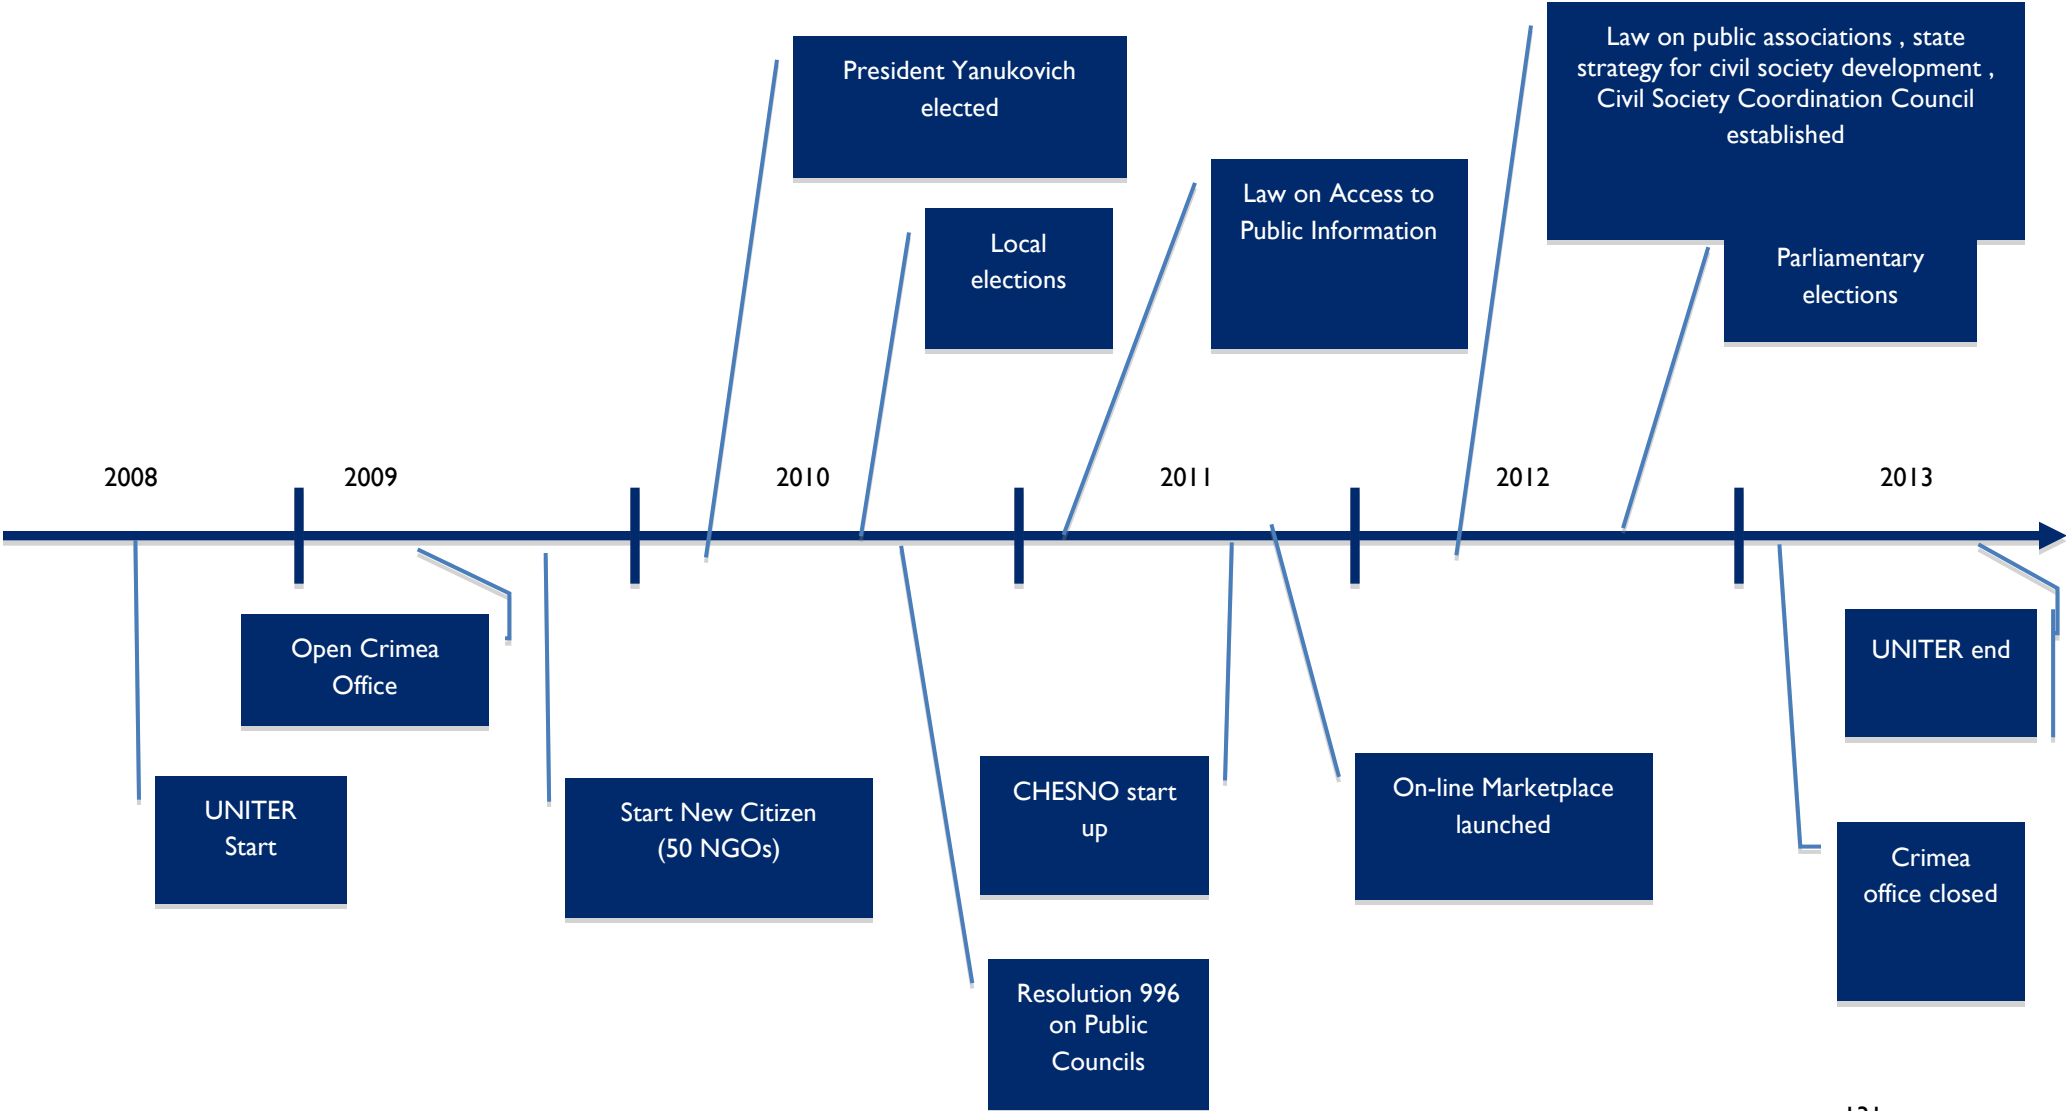 Law on public associations , state
strategy for civil society development ,
Civil Society Coordination Council
established
President Yanukovich
elected
Law on Access to
Public Information
Local
elections
Parliamentary
elections
2008
2009
2010
2011
2012
2013
Open Crimea
Office
UNITER end
UNITER
Start
Start New Citizen
(50 NGOs)
CHESNO start
up
On-line Marketplace
launched
Crimea
office closed
Resolution 996
on Public
Councils